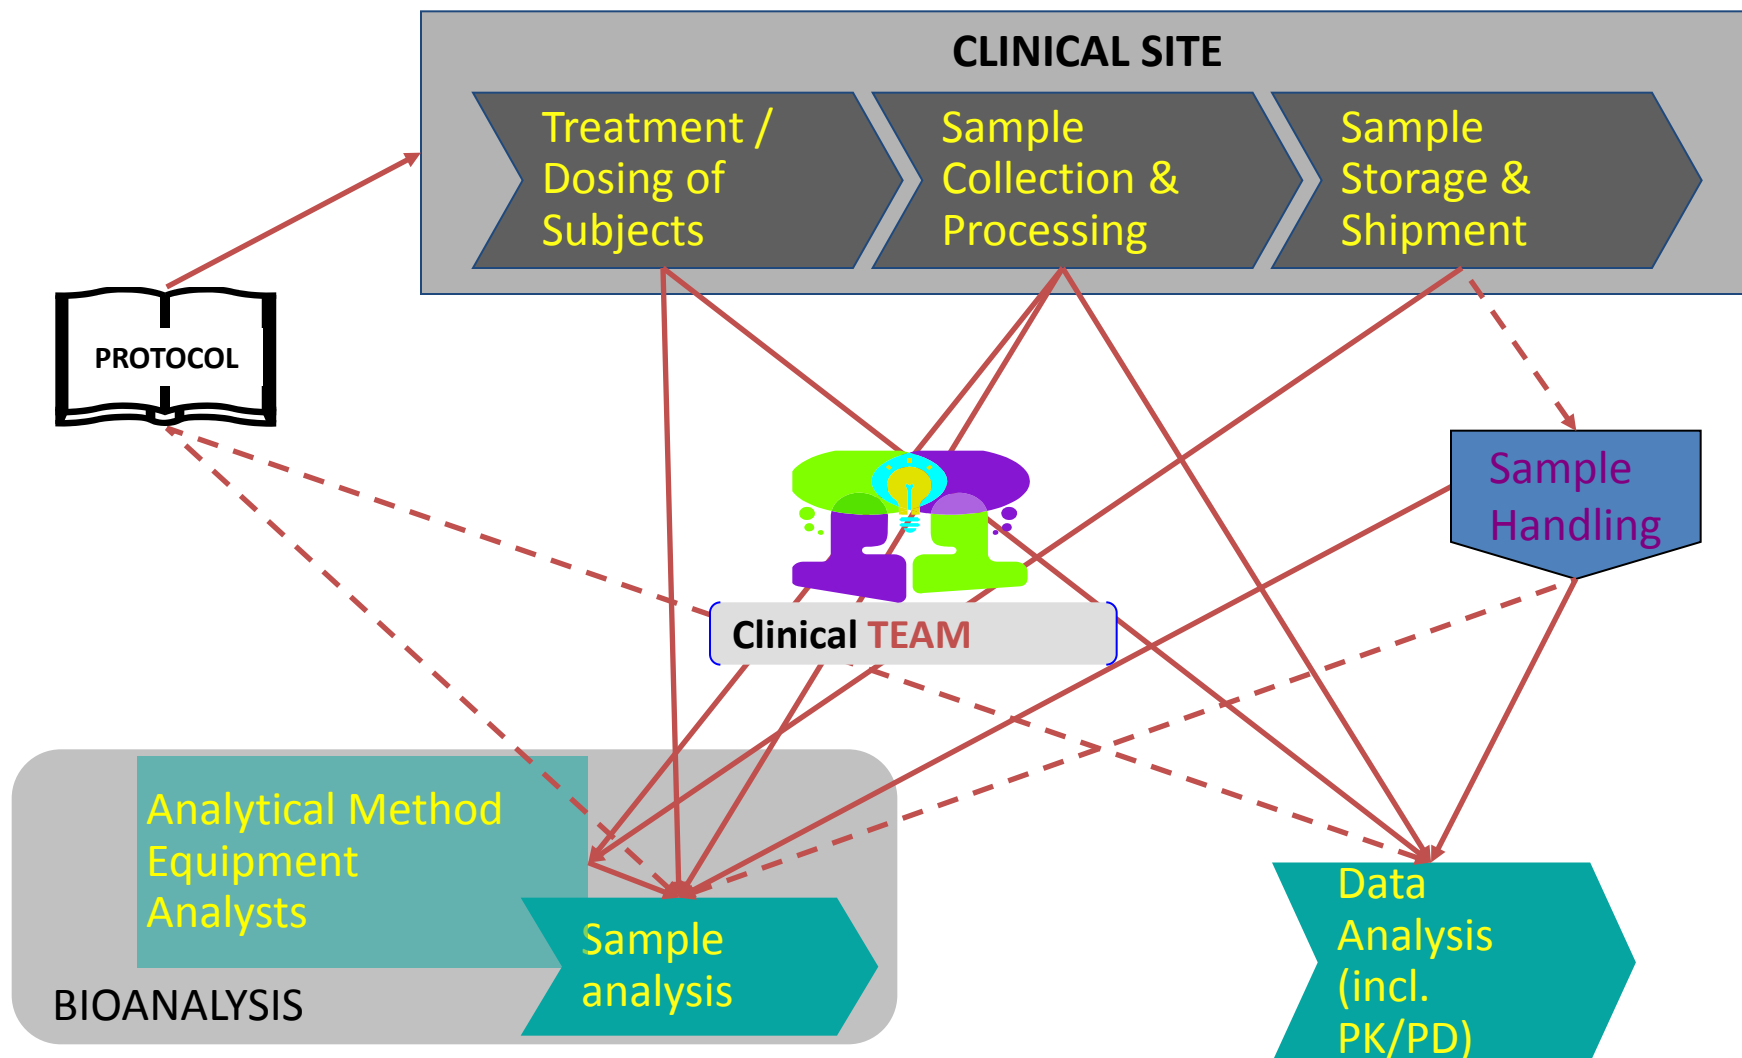 CLINICAL SITE
Treatment /
Dosing of
Subjects
Sample
Collection &
Processing
Sample
Storage &
Shipment
PROTOCOL
Sample
Handling
Clinical TEAM
Analytical Method
Equipment
Analysts
Sample
analysis
BIOANALYSIS
Data
Analysis
(incl.
PK/PD)